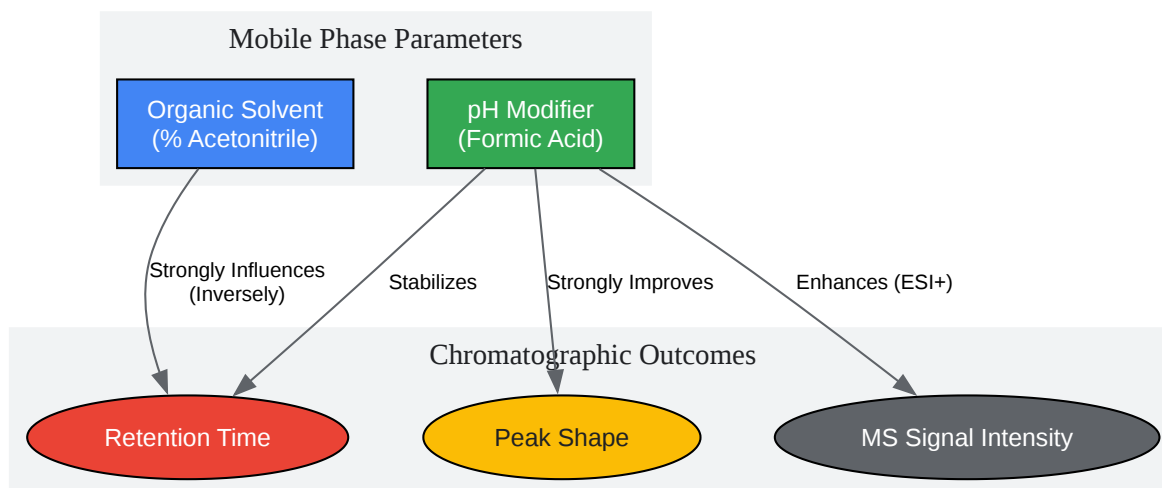 Mobile Phase Parameters
Organic Solvent
(% Acetonitrile)
pH Modifier
(Formic Acid)
Strongly Influences
(Inversely)
Stabilizes
Strongly Improves
Enhances (ESI+)
Chromatographic Outcomes
Retention Time
Peak Shape
MS Signal Intensity